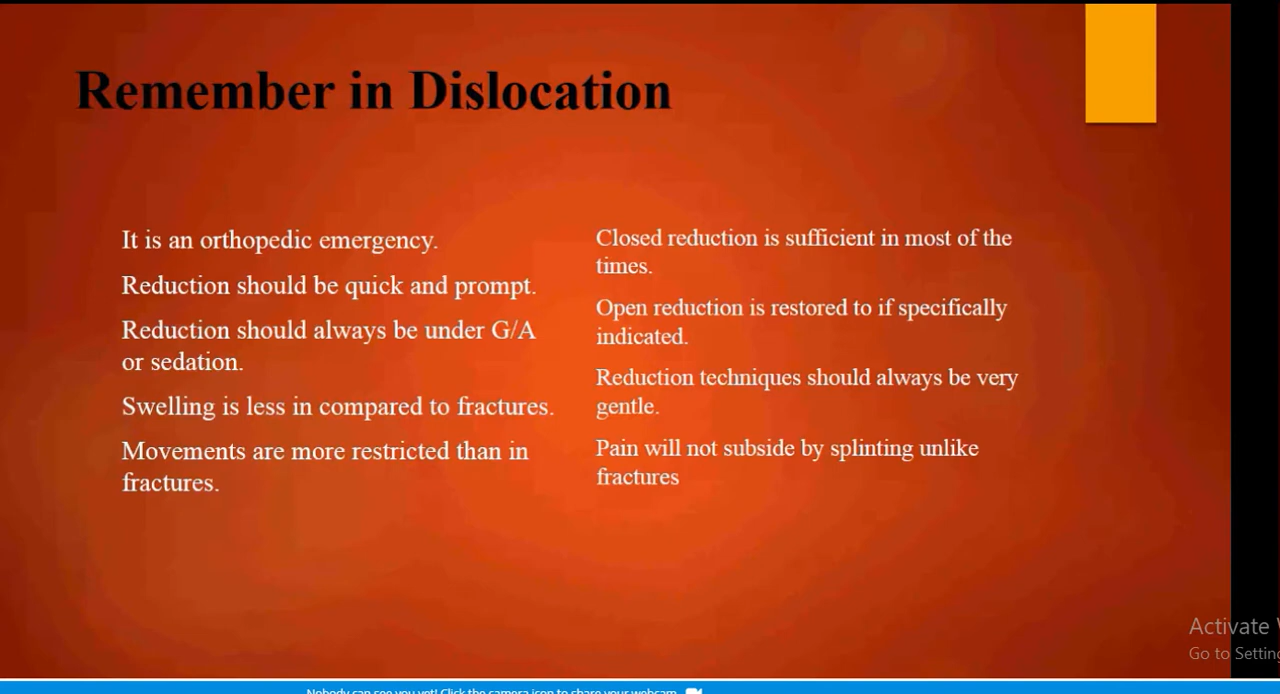 Remember in Dislocation
It is an orthopedic emergency.
Reduction should be quick and prompt.
Reduction should always be under G/A
or sedation.
Swelling is less in compared to fractures.
Movements are more restricted than in
fractures.
Closed reduction is sufficient in most of the
times.
Open reduction is restored to if specifically
indicated.
Reduction techniques should always be very
gentle.
Pain will not subside by splinting unlike
fractures
Activate
Go to Setting
Nobody can see you yet! Click the camera icon to share your webcam.